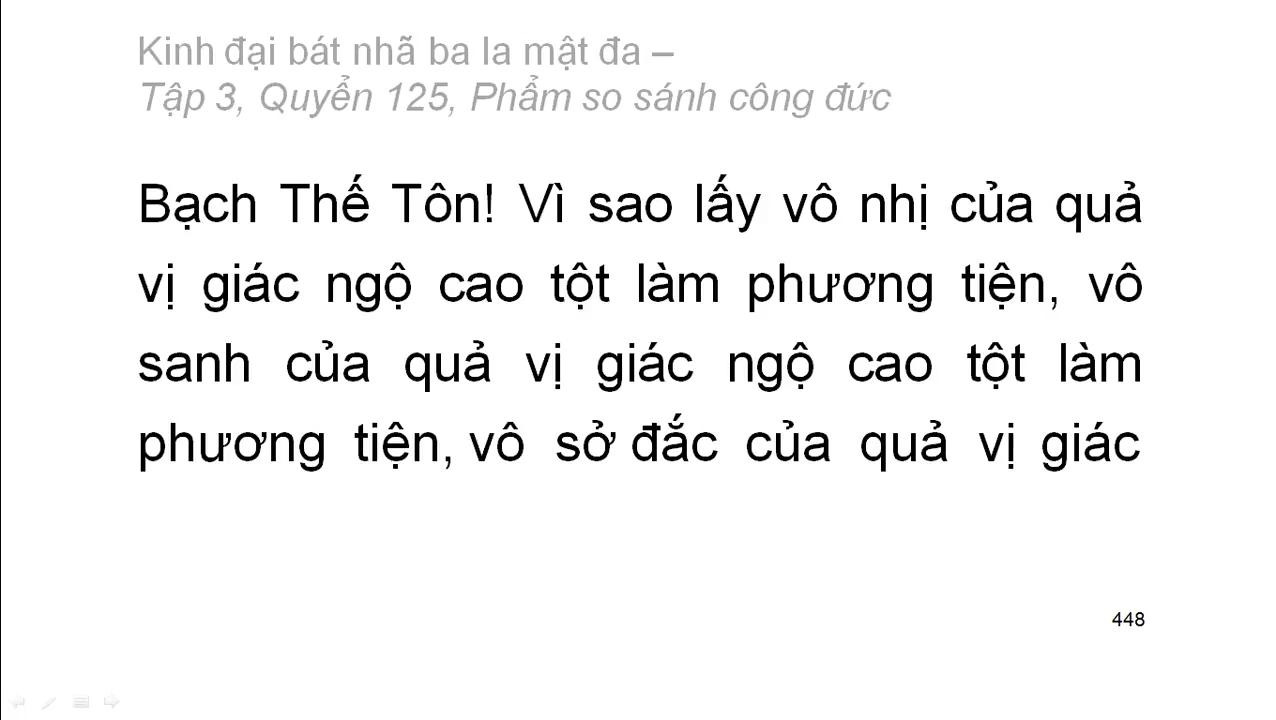 Kinh đại bát nhã ba la mật đa –
Tập 3, Quyển 125, Phẩm so sánh công đức
Bạch Thế Tôn! Vì sao lấy vô nhị của quả
vị giác ngộ cao tột làm phương tiện, vô
sanh của quả vị giác ngộ cao tột làm
phương tiện, vô sở đắc của quả vị giác
448